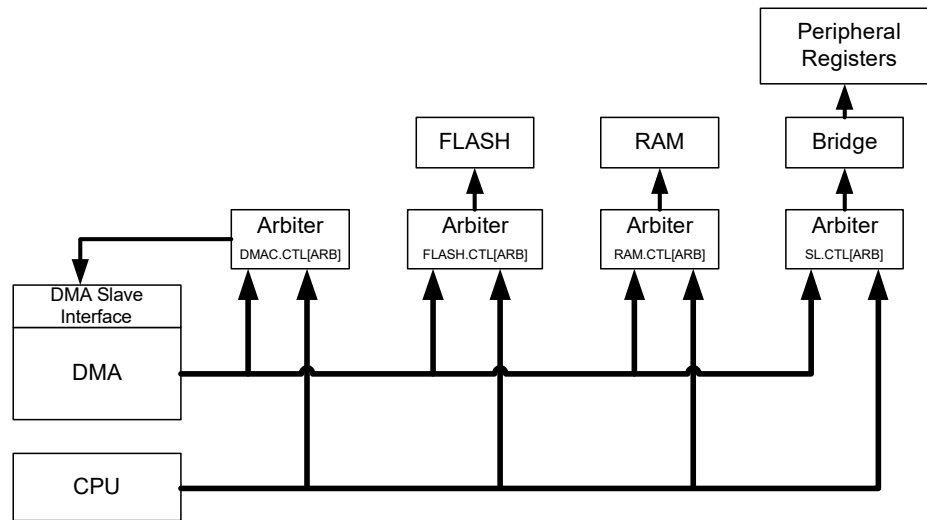 Peripheral
Registers
FLASH
RAM
Bridge
Arbiter
DMAC.CTL[ARB]
Arbiter
FLASH.CTL[ARB]
Arbiter
RAM.CTL[ARB]
Arbiter
SL.CTL[ARB]
DMA Slave
Interface
DMA
CPU